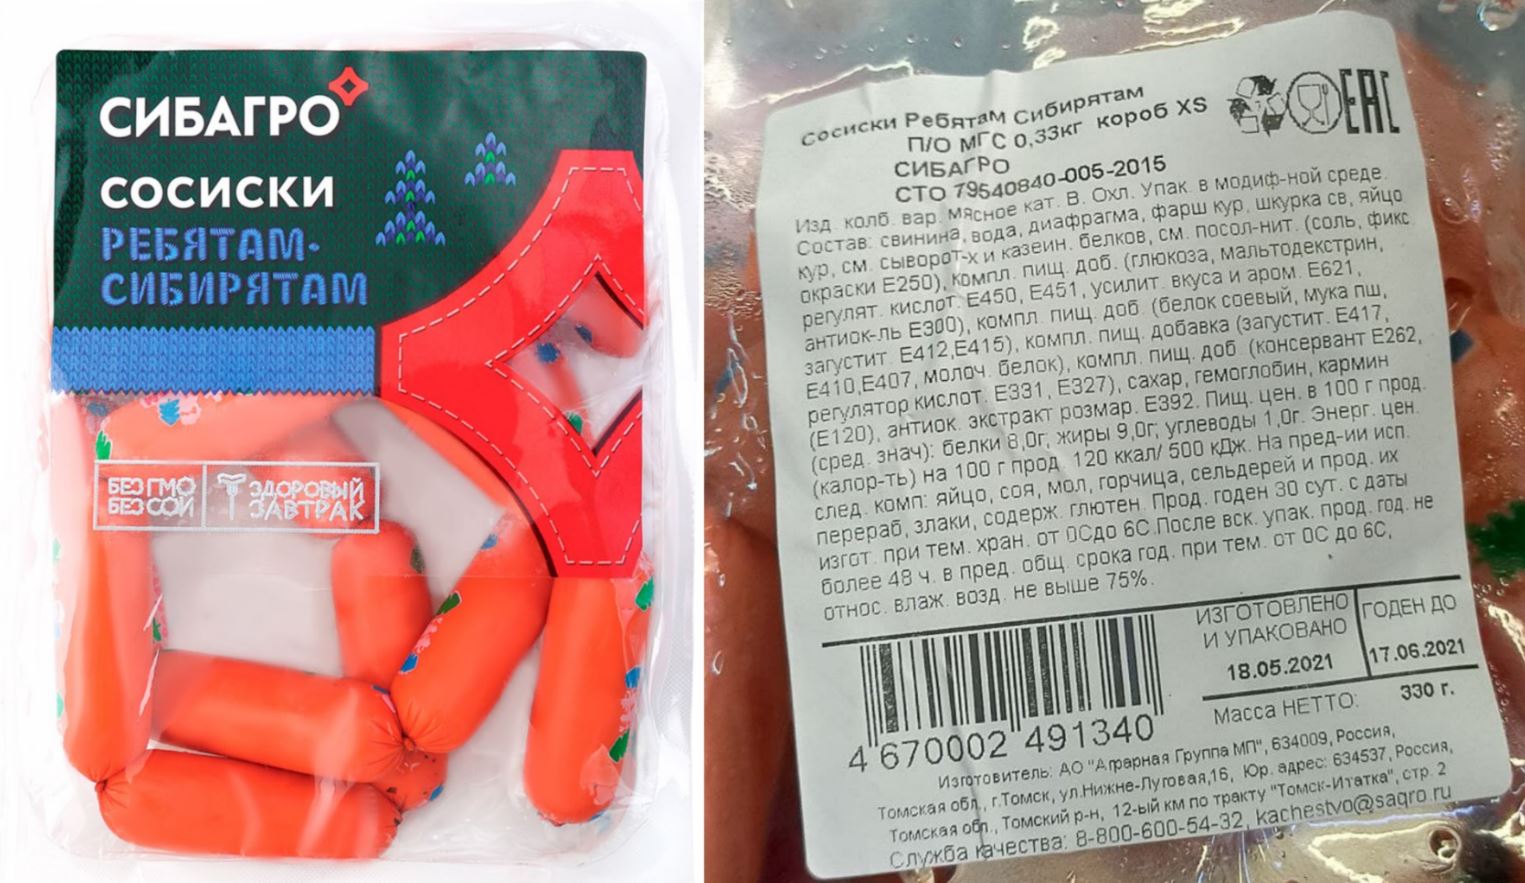 СИБАГРО
СОСИСКИ
РЕБЯТАМ-
СИБИРЯТАМ
БЕЗ ГМО
БЕЗ СОИ
ЗДОРОВЫЙ
ЗАВТРАК
Сосиски Ребятам Сибирятам
П/О МГС 0,33кг короб XS
СИБАГРО
СТО 79540840-005-2015
EAC
Изд. колб. вар. мясное кат. В. Охл. Упак. в модиф-ной среде.
Состав: свинина, вода, диафрагма, фарш кур, шкурка св, яйцо
кур, см. сыворот-х и казеин. белков, см. посол-нит. (соль, фикс.
окраски Е250), компл. пищ. доб. (глюкоза, мальтодекстрин,
регулят. кислот. Е450, Е451, усилит. вкуса и аром. Е621,
антиок-ль Е300), компл. пищ. доб. (белок соевый, мука пш,
загустит. Е412,Е415), компл. пищ. добавка (загустит. Е417,
Е410,Е407, молоч. белок), компл. пищ. доб. (консервант Е262,
регулятор кислот. Е331, Е327), сахар, гемоглобин, кармин
(Е120), антиок. экстракт розмар. Е392. Пищ. цен. в 100 г прод.
(сред. знач): белки 8,0г, жиры 9,0г, углеводы 1,0г. Энерг. цен.
(калор-ть) на 100 г прод. 120 ккал/ 500 кДж. На пред-ии исп.
след. комп: яйцо, соя, мол, горчица, сельдерей и прод. их
перераб, злаки, содерж. глютен. Прод. годен 30 сут. с даты
изгот. при тем. хран. от 0Сдо 6С.После вск. упак. прод. год. не
более 48 ч. в пред. общ. срока год. при тем. от 0С до 6С,
относ. влаж. возд. не выше 75%.
ИЗГОТОВЛЕНО
И УПАКОВАНО
18.05.2021
ГОДЕН ДО
17.06.2021
Масса НЕТТО: 330 г.
4 670002 491340
Изготовитель: АО "Аграрная Группа МП", 634009, Россия,
Томская обл., г.Томск, ул.Нижне-Луговая,16, Юр. адрес: 634537, Россия,
Томская обл., Томский р-н, 12-ый км по тракту "Томск-Итатка", стр. 2
Служба качества: 8-800-600-54-32, kachestvo@sagro.ru